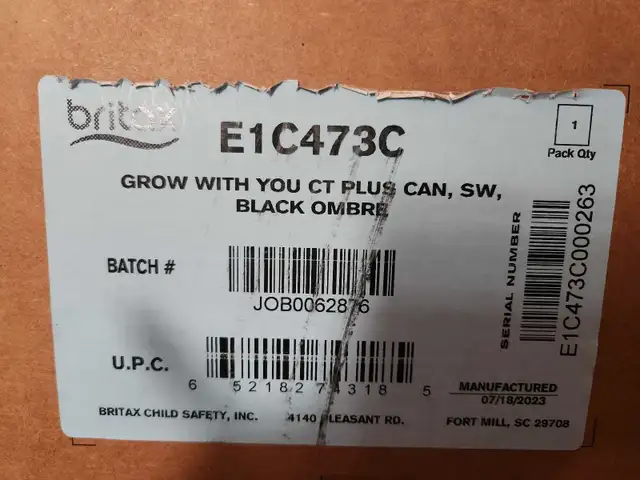 britax
E1C473C
1
Pack Qty
GROW WITH YOU CT PLUS CAN, SW,
BLACK OMBRE
BATCH #
JOB0062876
SERIAL NUMBER
E1C473C000263
U.P.C.
6 52182 74318 5
MANUFACTURED
07/18/2023
BRITAX CHILD SAFETY, INC. 4140 PLEASANT RD. FORT MILL, SC 29708